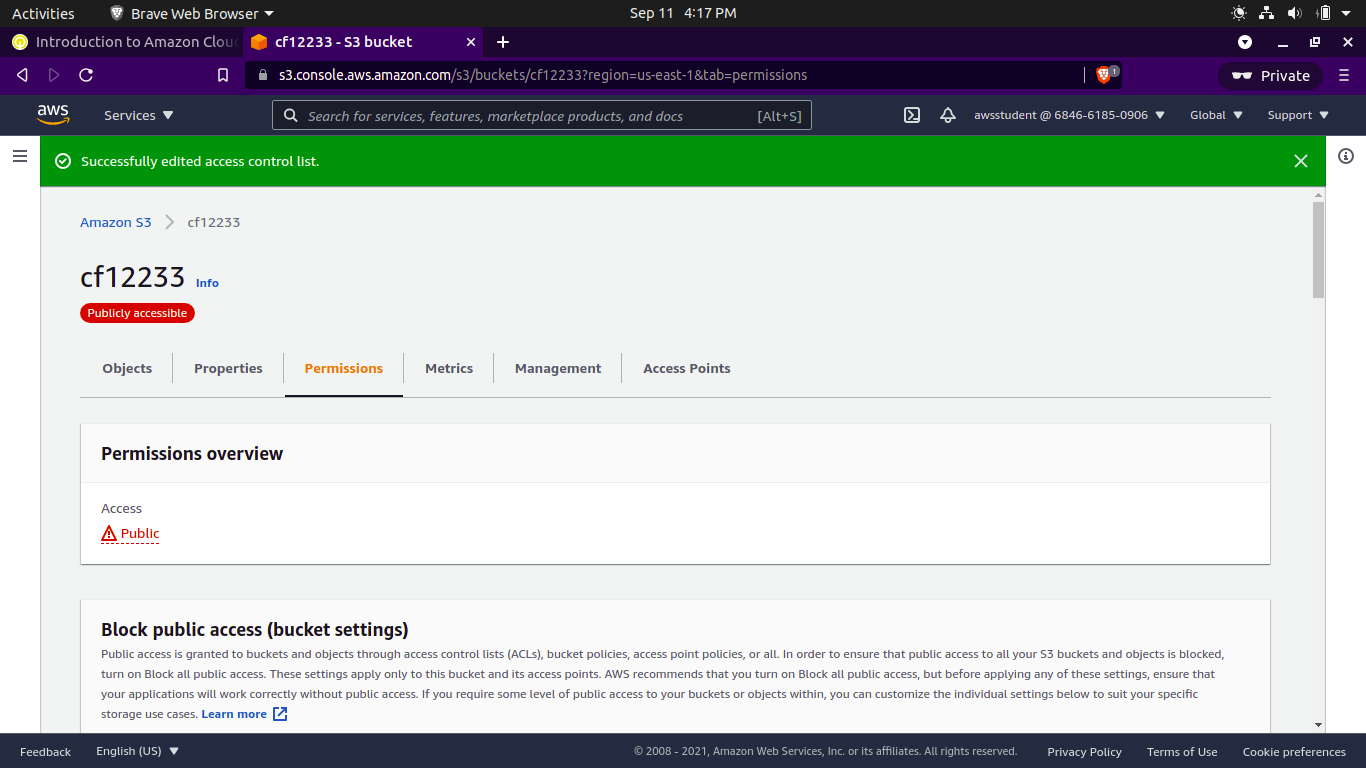 Activities
Brave Web Browser
Sep 11 4:17 PM
Introduction to Amazon Clou
cf12233 - S3 bucket
s3.console.aws.amazon.com/s3/buckets/cf12233?region=us-east-1&tab=permissions
1
Private
aws
Services
Search for services, features, marketplace products, and docs
[Alt+S]
awsstudent @ 6846-6185-0906
Global
Support
Successfully edited access control list.
Amazon S3
cf12233
cf12233
Info
Publicly accessible
Objects
Properties
Permissions
Metrics
Management
Access Points
Permissions overview
Access
Public
Block public access (bucket settings)
Public access is granted to buckets and objects through access control lists (ACLs), bucket policies, access point policies, or all. In order to ensure that public access to all your S3 buckets and objects is blocked,
turn on Block all public access. These settings apply only to this bucket and its access points. AWS recommends that you turn on Block all public access, but before applying any of these settings, ensure that
your applications will work correctly without public access. If you require some level of public access to your buckets or objects within, you can customize the individual settings below to suit your specific
storage use cases. Learn more
Feedback
English (US)
© 2008 - 2021, Amazon Web Services, Inc. or its affiliates. All rights reserved.
Privacy Policy
Terms of Use
Cookie preferences